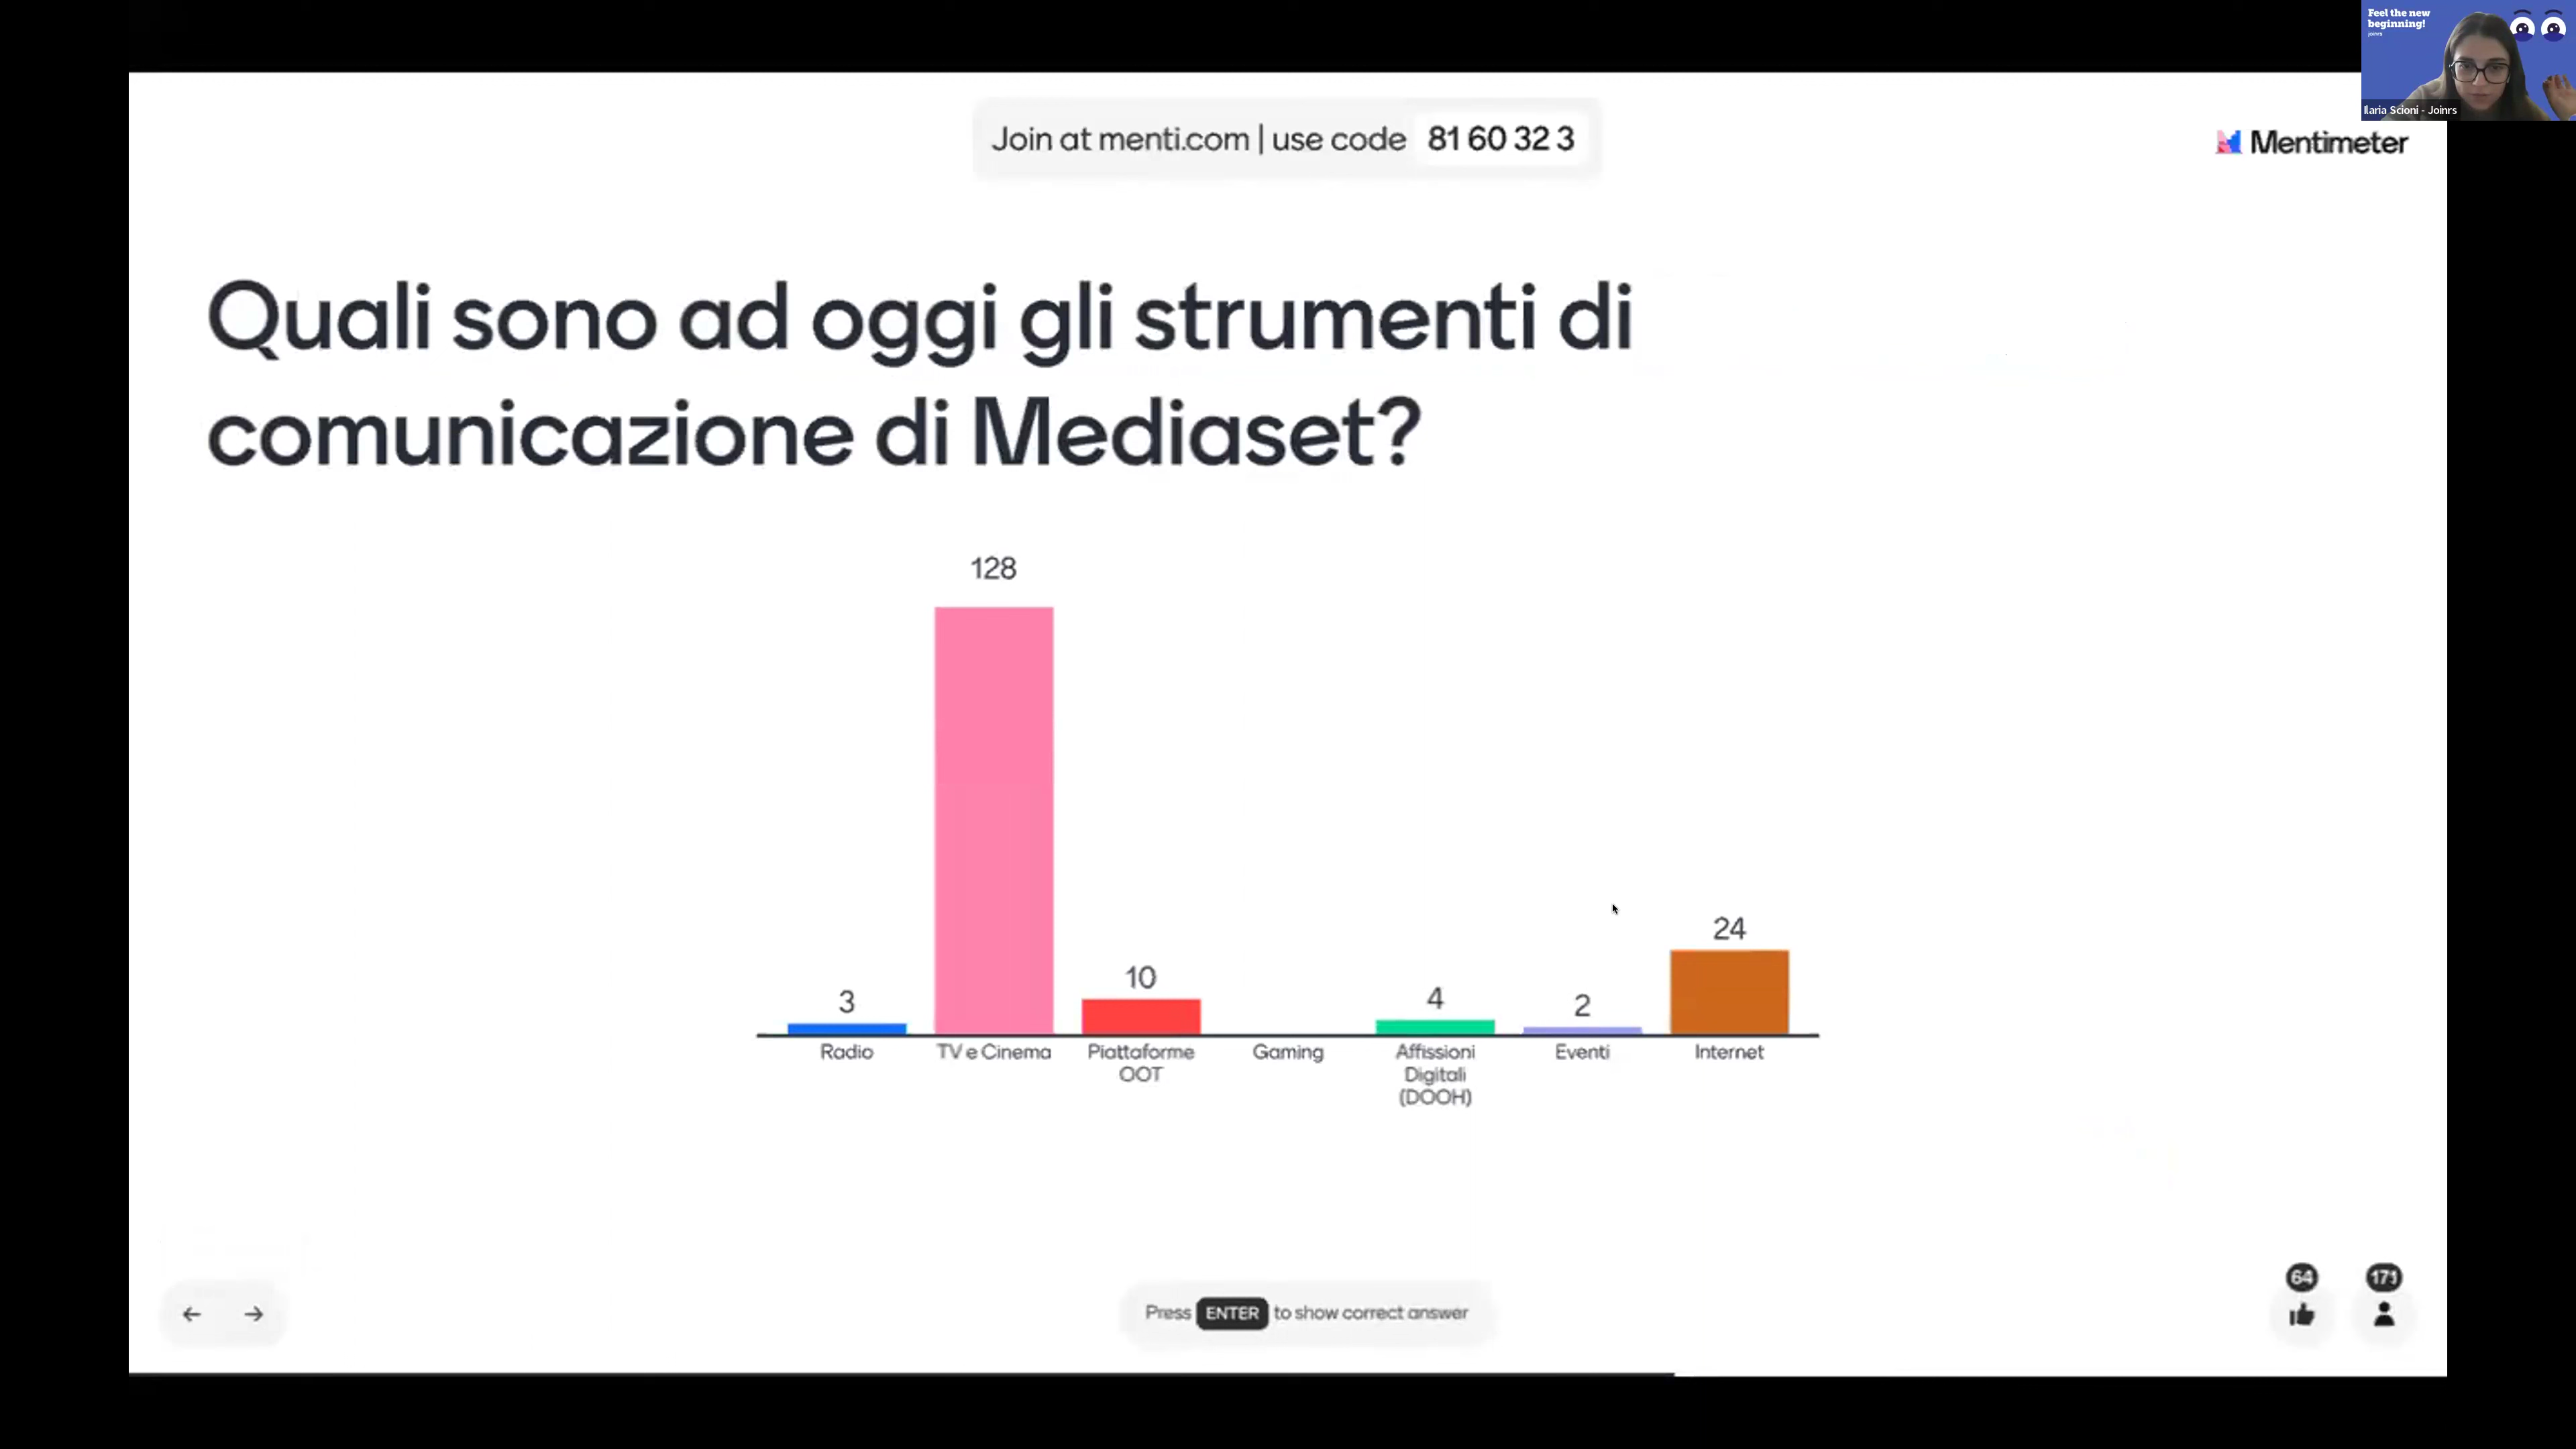 Feel the new
beginning!
joinrs
Ilaria Scioni - Joinrs
Join at menti.com | use code 81 60 32 3
Mentimeter
Quali sono ad oggi gli strumenti di
comunicazione di Mediaset?
128
24
10
3
4
2
Radio
TV e Cinema
Piattaforme
OOT
Gaming
Affissioni
Digitali
(DOOH)
Eventi
Internet
64
171
Press ENTER to show correct answer